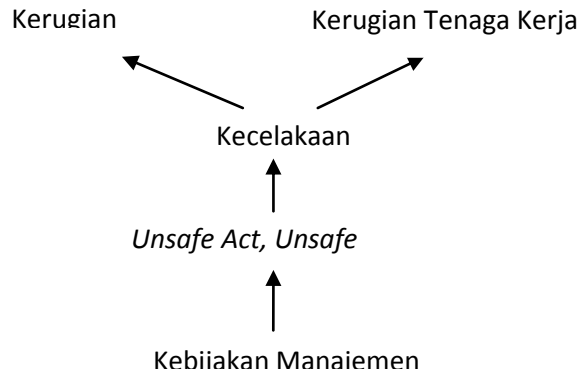 Kerugian
Kerugian Tenaga Kerja
Kecelakaan
Unsafe Act, Unsafe
Kebijakan Manajemen